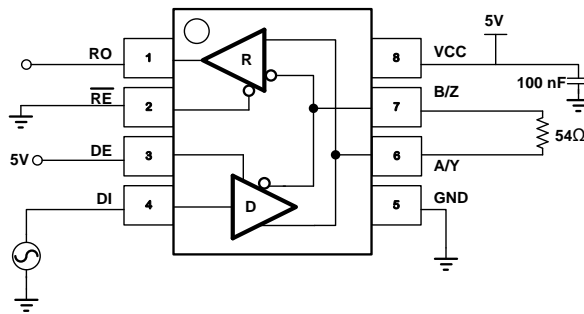 5V
RO 1 R 8 VCC
100 nF
RE 2 7 B/Z
54Ω
5V DE 3 6 A/Y
DI 4 D 5 GND